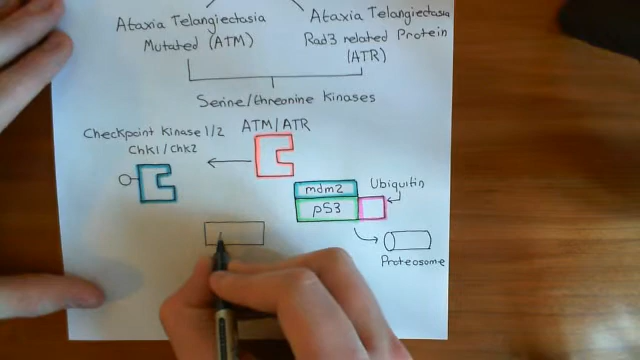 Ataxia Telangiectasia
Mutated (ATM)
Ataxia Telangiectasia
Rad3 related Protein
(ATR)
Serine/threonine Kinases
Checkpoint Kinase 1/2
Chk1/Chk2
ATM/ATR
mdm2
p53
Ubiquitin
Proteosome